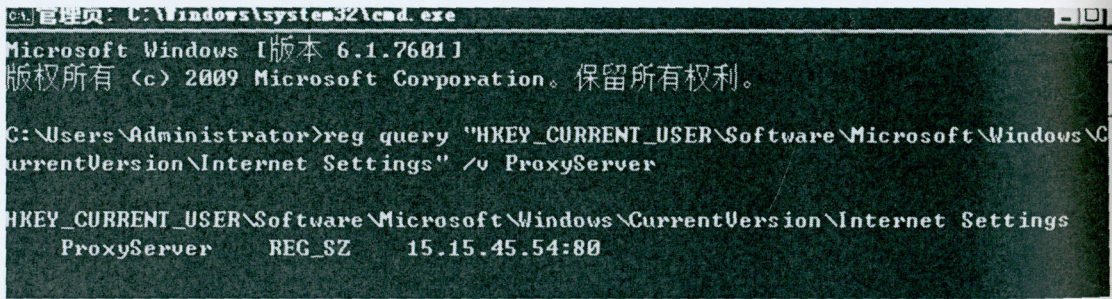 管理员: C:\Windows\system32\cmd.exe
Microsoft Windows [版本 6.1.7601]
版权所有 (c) 2009 Microsoft Corporation。保留所有权利。
C:\Users\Administrator>reg query "HKEY_CURRENT_USER\Software\Microsoft\Windows\C
urrentVersion\Internet Settings" /v ProxyServer
HKEY_CURRENT_USER\Software\Microsoft\Windows\CurrentVersion\Internet Settings
ProxyServer    REG_SZ    15.15.45.54:80